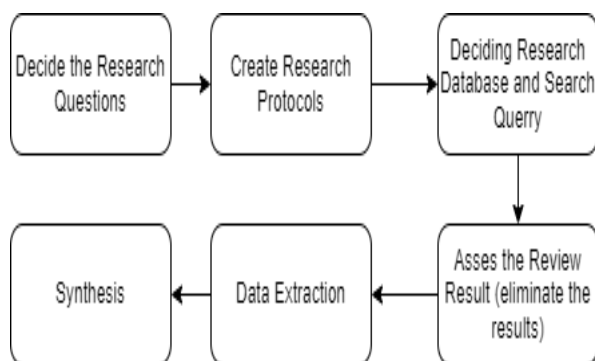 Decide the Research
Questions
Create Research
Protocols
Deciding Research
Database and Search
Querry
Asses the Review
Result (eliminate the
results)
Data Extraction
Synthesis